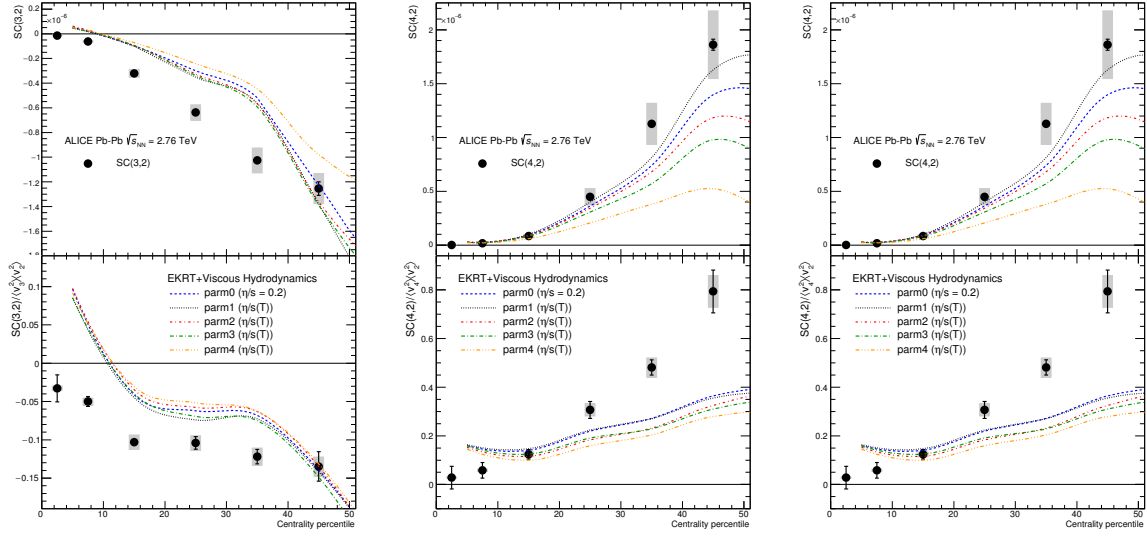 SC(3,2)
×10⁻⁶
0.2
0
−0.2
−0.4
−0.6
−0.8
−1
−1.2
−1.4
−1.6
−1.8
ALICE Pb-Pb √sNN = 2.76 TeV
SC(3,2)
SC(3,2)/⟨v₃²⟩⟨v₂²⟩
0.1
0.05
0
−0.05
−0.1
−0.15
EKRT+Viscous Hydrodynamics
parm0 (η/s = 0.2)
parm1 (η/s(T))
parm2 (η/s(T))
parm3 (η/s(T))
parm4 (η/s(T))
0 10 20 30 40 50
Centrality percentile
SC(4,2)
×10⁻⁶
2
1.5
1
0.5
0
ALICE Pb-Pb √sNN = 2.76 TeV
SC(4,2)
SC(4,2)/⟨v₄²⟩⟨v₂²⟩
0.8
0.6
0.4
0.2
0
EKRT+Viscous Hydrodynamics
parm0 (η/s = 0.2)
parm1 (η/s(T))
parm2 (η/s(T))
parm3 (η/s(T))
parm4 (η/s(T))
0 10 20 30 40 50
Centrality percentile
SC(4,2)
×10⁻⁶
2
1.5
1
0.5
0
ALICE Pb-Pb √sNN = 2.76 TeV
SC(4,2)
SC(4,2)/⟨v₄²⟩⟨v₂²⟩
0.8
0.6
0.4
0.2
0
EKRT+Viscous Hydrodynamics
parm0 (η/s = 0.2)
parm1 (η/s(T))
parm2 (η/s(T))
parm3 (η/s(T))
parm4 (η/s(T))
0 10 20 30 40 50
Centrality percentile